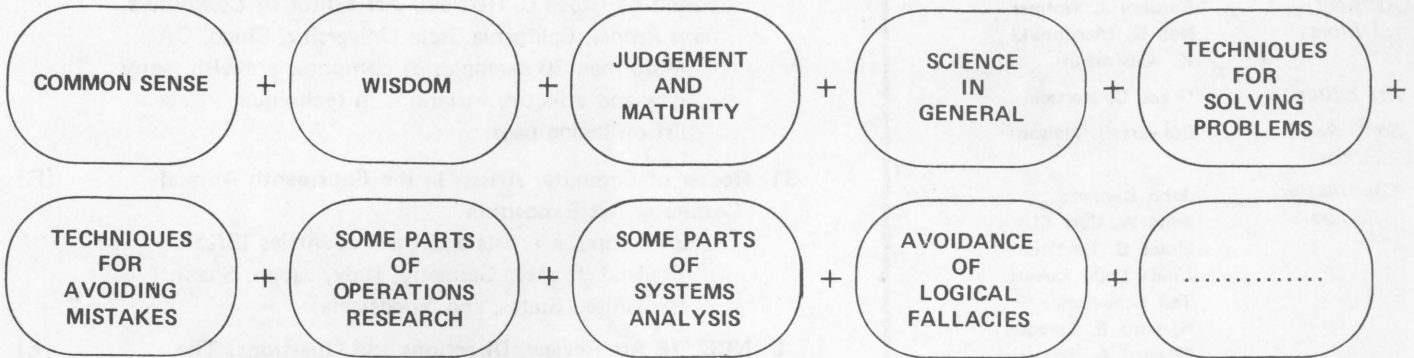 COMMON SENSE
+
WISDOM
+
JUDGEMENT
AND
MATURITY
+
SCIENCE
IN
GENERAL
+
TECHNIQUES
FOR
SOLVING
PROBLEMS
+
TECHNIQUES
FOR
AVOIDING
MISTAKES
+
SOME PARTS
OF
OPERATIONS
RESEARCH
+
SOME PARTS
OF
SYSTEMS
ANALYSIS
+
AVOIDANCE
OF
LOGICAL
FALLACIES
+
..............